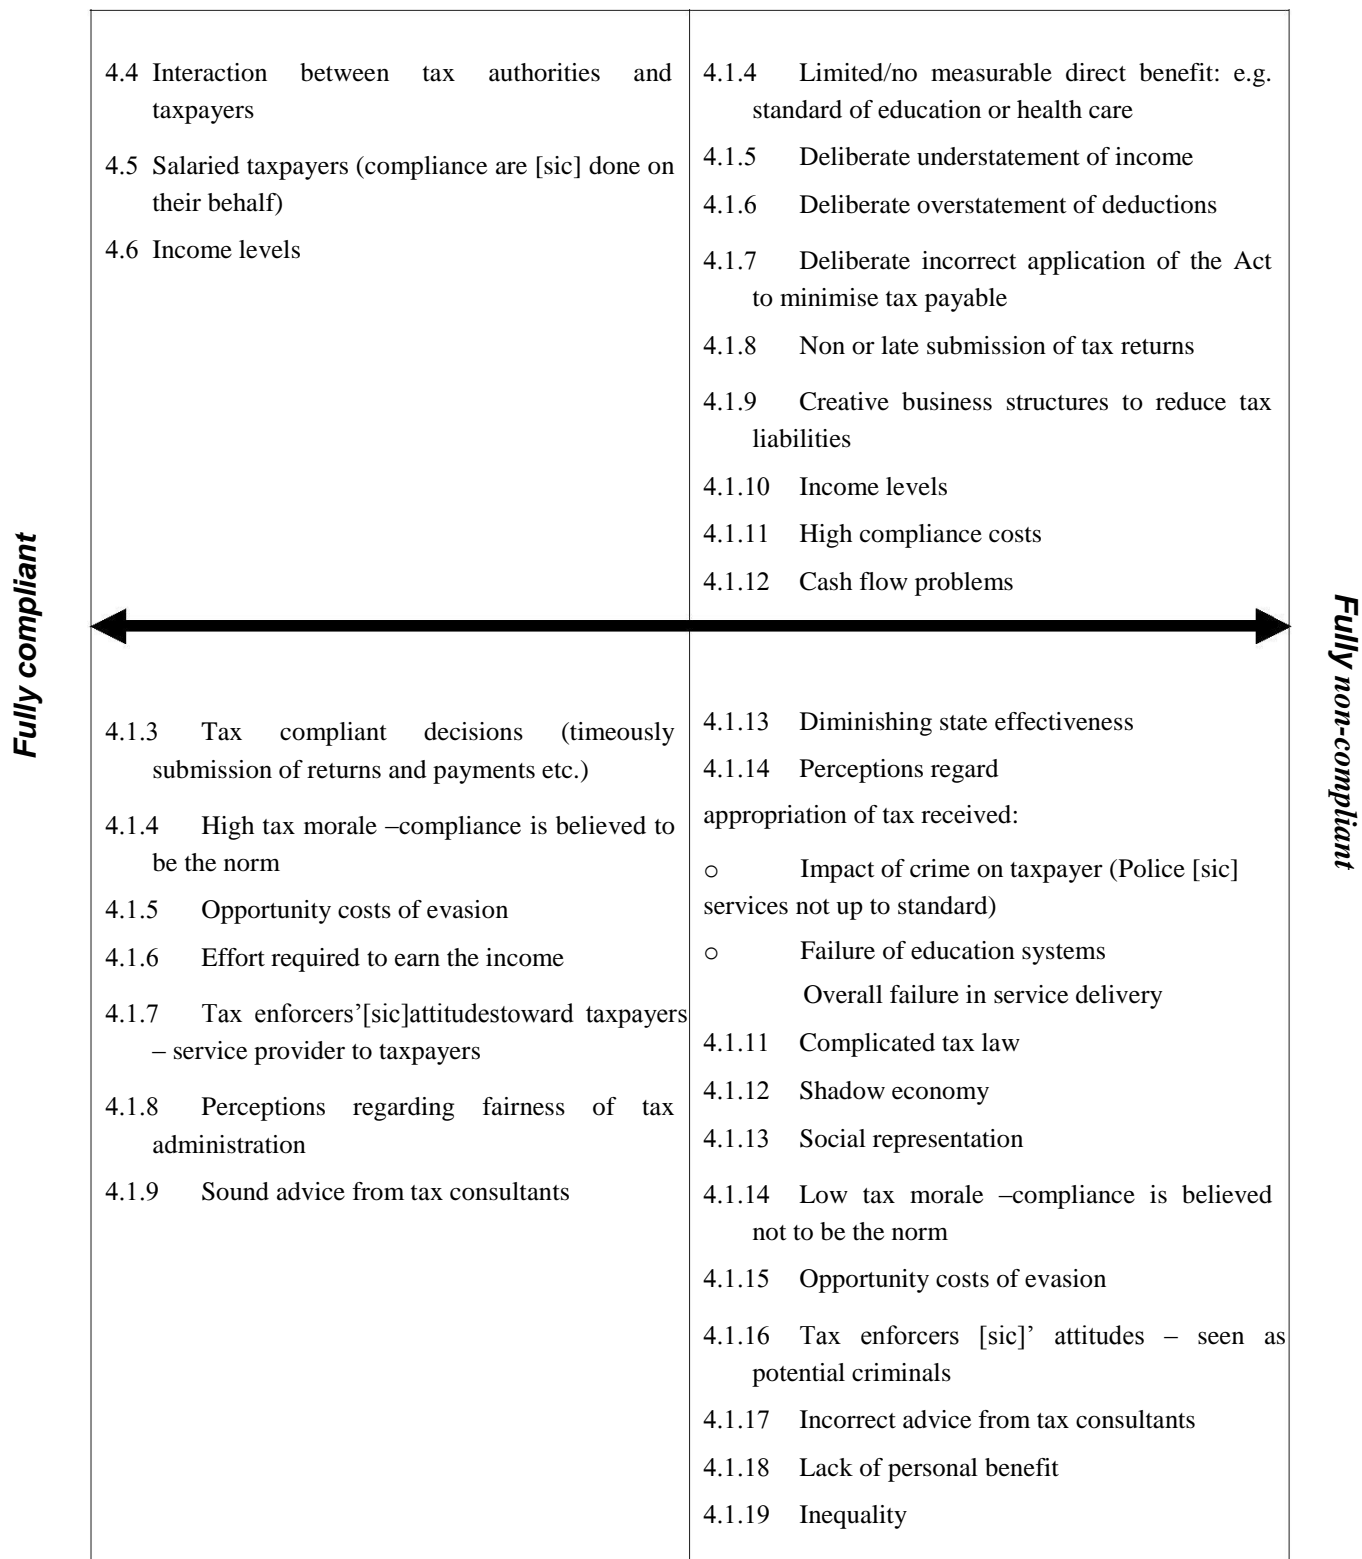 4.4 Interaction between tax authorities and
taxpayers
4.5 Salaried taxpayers (compliance are [sic] done on
their behalf)
4.6 Income levels
4.1.4 Limited/no measurable direct benefit: e.g.
standard of education or health care
4.1.5 Deliberate understatement of income
4.1.6 Deliberate overstatement of deductions
4.1.7 Deliberate incorrect application of the Act
to minimise tax payable
4.1.8 Non or late submission of tax returns
4.1.9 Creative business structures to reduce tax
liabilities
4.1.10 Income levels
4.1.11 High compliance costs
4.1.12 Cash flow problems
Fully compliant
Fully non-compliant
4.1.3 Tax compliant decisions (timeously
submission of returns and payments etc.)
4.1.4 High tax morale –compliance is believed to
be the norm
4.1.5 Opportunity costs of evasion
4.1.6 Effort required to earn the income
4.1.7 Tax enforcers’[sic]attitudestoward taxpayers
– service provider to taxpayers
4.1.8 Perceptions regarding fairness of tax
administration
4.1.9 Sound advice from tax consultants
4.1.13 Diminishing state effectiveness
4.1.14 Perceptions regard
appropriation of tax received:
o Impact of crime on taxpayer (Police [sic]
services not up to standard)
o Failure of education systems
Overall failure in service delivery
4.1.11 Complicated tax law
4.1.12 Shadow economy
4.1.13 Social representation
4.1.14 Low tax morale –compliance is believed
not to be the norm
4.1.15 Opportunity costs of evasion
4.1.16 Tax enforcers [sic]’ attitudes – seen as
potential criminals
4.1.17 Incorrect advice from tax consultants
4.1.18 Lack of personal benefit
4.1.19 Inequality